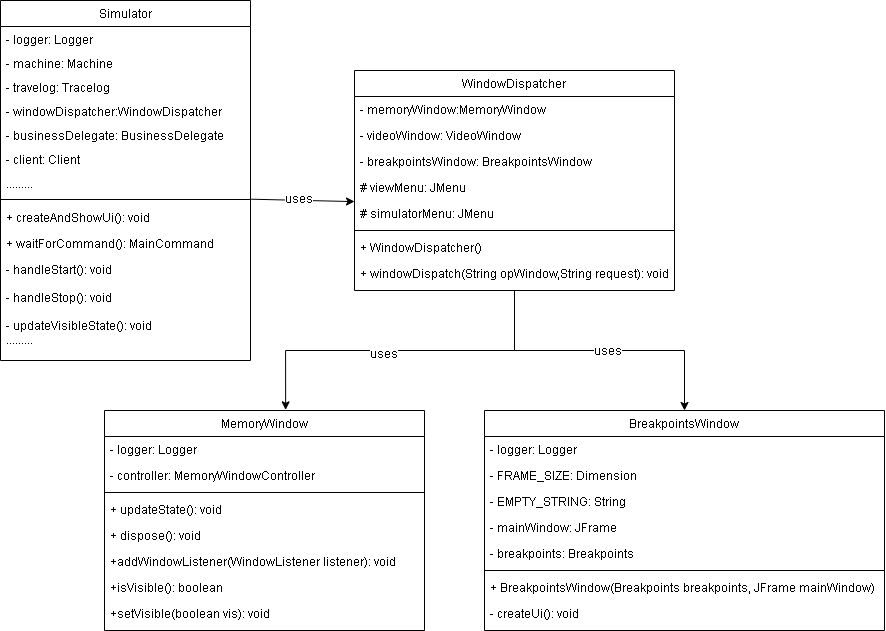 Simulator
- logger: Logger
- machine: Machine
- travelog: Tracelog
- windowDispatcher:WindowDispatcher
- businessDelegate: BusinessDelegate
- client: Client
.........
+ createAndShowUi(): void
+ waitForCommand(): MainCommand
- handleStart(): void
- handleStop(): void
- updateVisibleState(): void
.........
uses
WindowDispatcher
- memoryWindow:MemoryWindow
- videoWindow: VideoWindow
- breakpointsWindow: BreakpointsWindow
# viewMenu: JMenu
# simulatorMenu: JMenu
+ WindowDispatcher()
+ windowDispatch(String opWindow,String request): void
uses
uses
MemoryWindow
- logger: Logger
- controller: MemoryWindowController
+ updateState(): void
+ dispose(): void
+addWindowListener(WindowListener listener): void
+isVisible(): boolean
+setVisible(boolean vis): void
BreakpointsWindow
- logger: Logger
- FRAME_SIZE: Dimension
- EMPTY_STRING: String
- mainWindow: JFrame
- breakpoints: Breakpoints
+ BreakpointsWindow(Breakpoints breakpoints, JFrame mainWindow)
- createUi(): void